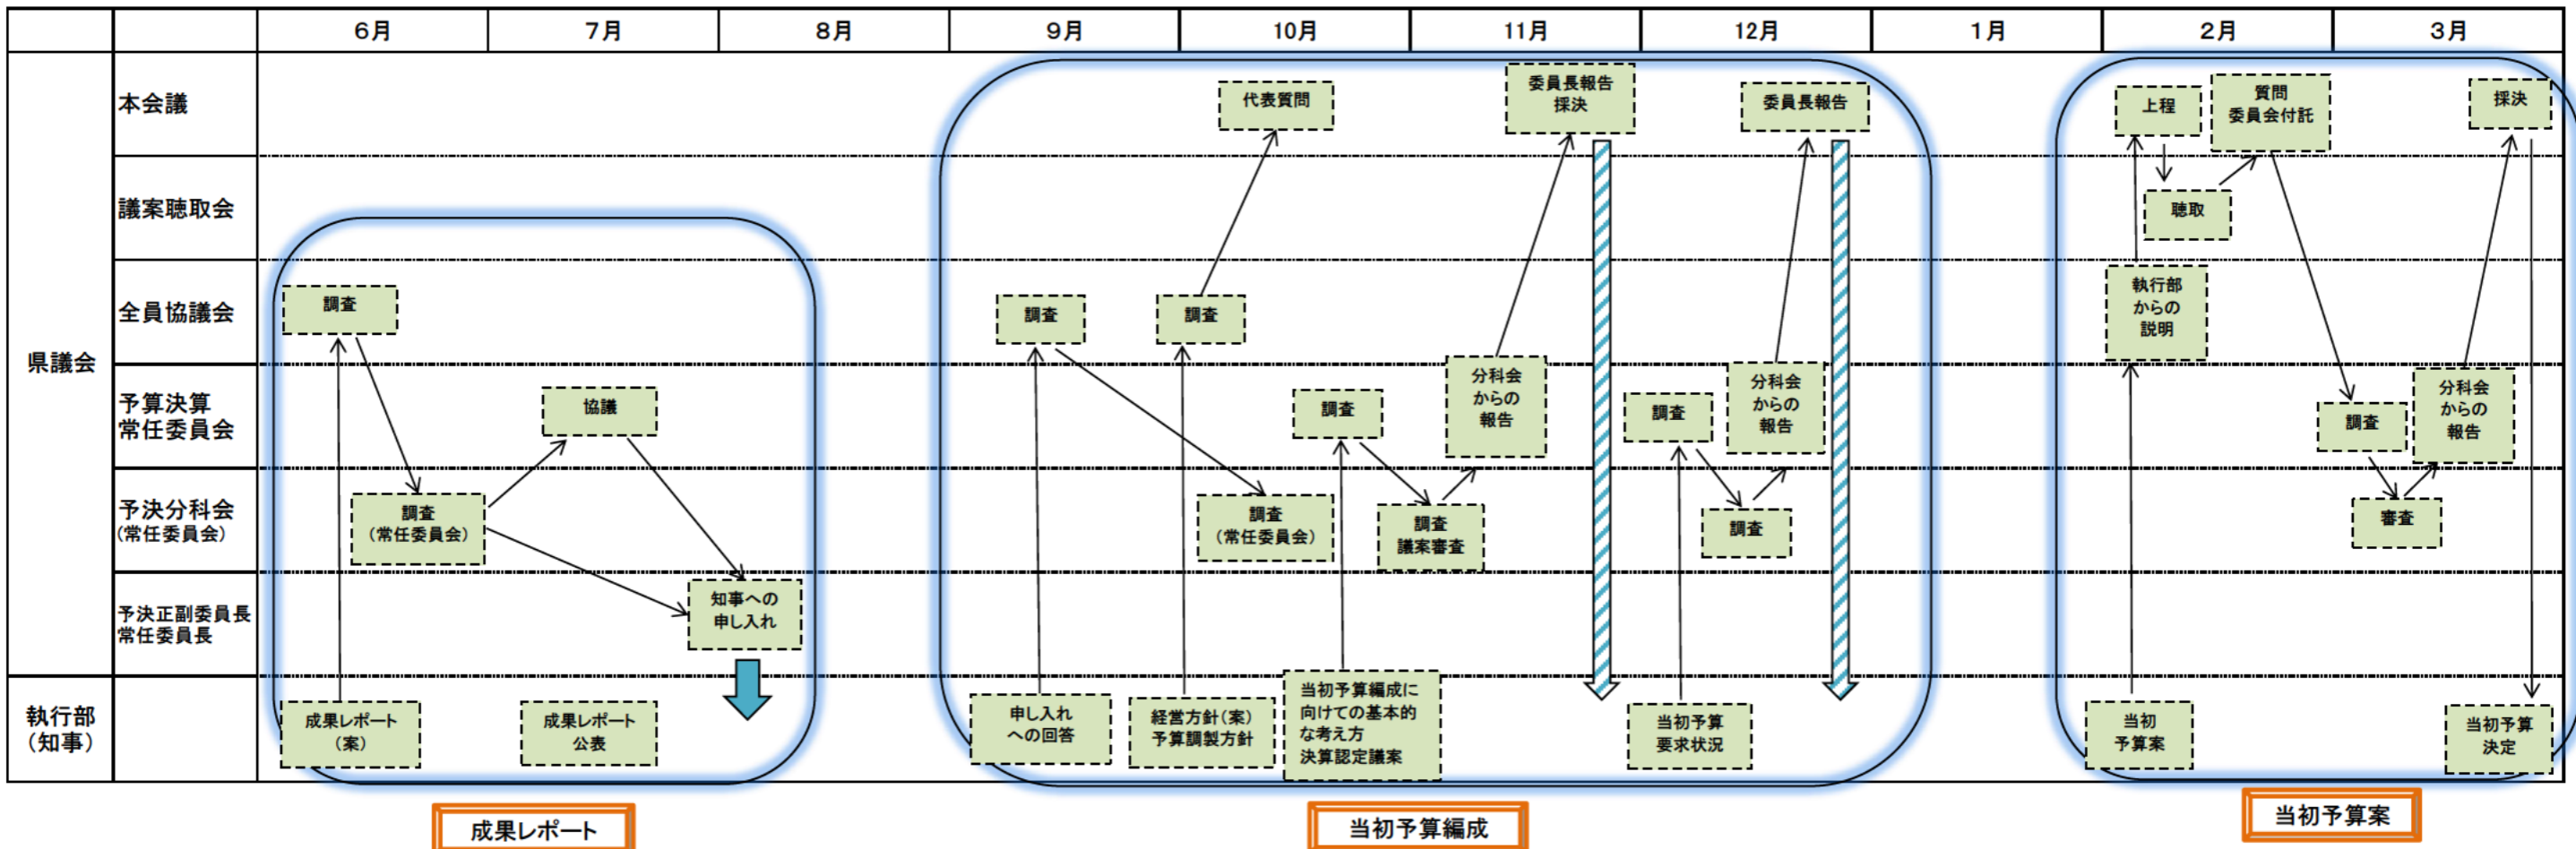 6月
7月
8月
9月
10月
11月
12月
1月
2月
3月
県議会
本会議
代表質問
委員長報告
採決
委員長報告
上程
質問
委員会付託
採決
議案聴取会
聴取
全員協議会
調査
調査
調査
執行部
からの
説明
予算決算
常任委員会
協議
調査
分科会
からの
報告
調査
分科会
からの
報告
調査
分科会
からの
報告
予決分科会
(常任委員会)
調査
(常任委員会)
調査
(常任委員会)
調査
議案審査
調査
審査
予決正副委員長
常任委員長
知事への
申し入れ
執行部
(知事)
成果レポート
(案)
成果レポート
公表
申し入れ
への回答
経営方針(案)
予算調製方針
当初予算編成に
向けての基本的
な考え方
決算認定議案
当初予算
要求状況
当初
予算案
当初予算
決定
成果レポート
当初予算編成
当初予算案